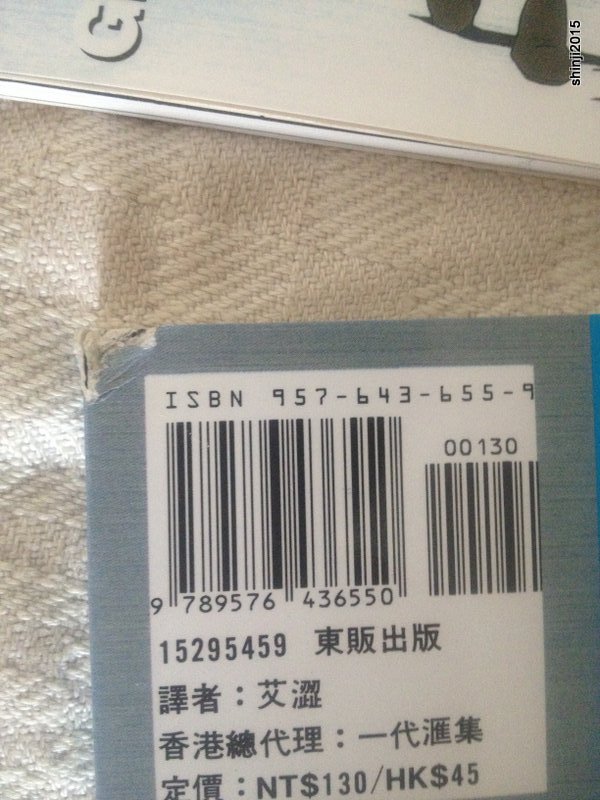 shinji2015
G
ISBN 957-643-655-9
00130
9 789576 436550
15295459 東販出版
譯者：艾澀
香港總代理：一代滙集
定價：NT$130/HK$45